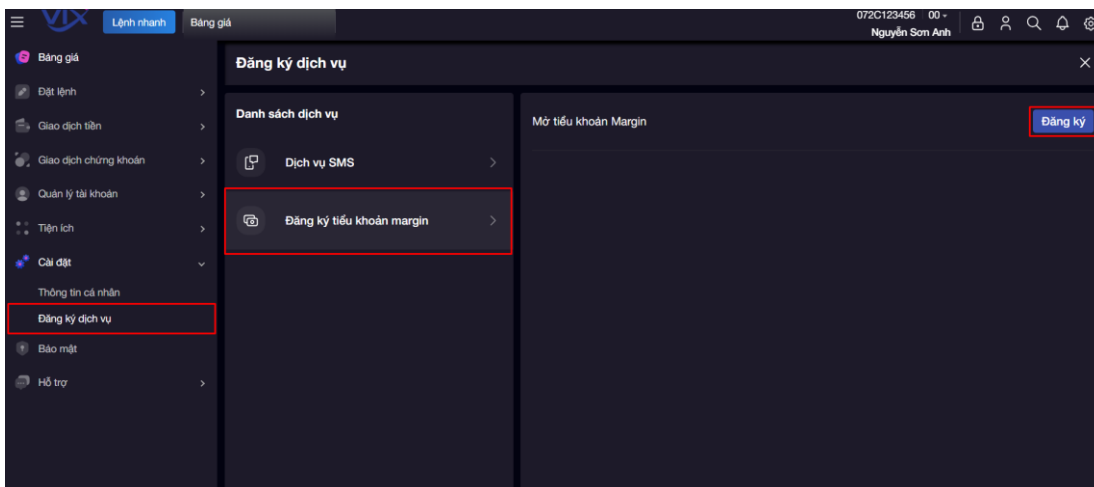 VIX
Lệnh nhanh
Bảng giá
072C123456 00
Nguyễn Sơn Anh
Bảng giá
Đặt lệnh
Giao dịch tiền
Giao dịch chứng khoán
Quản lý tài khoản
Tiện ích
Cài đặt
Thông tin cá nhân
Đăng ký dịch vụ
Bảo mật
Hỗ trợ
Đăng ký dịch vụ
Danh sách dịch vụ
Dịch vụ SMS
Đăng ký tiểu khoản margin
Mở tiểu khoản Margin
Đăng ký